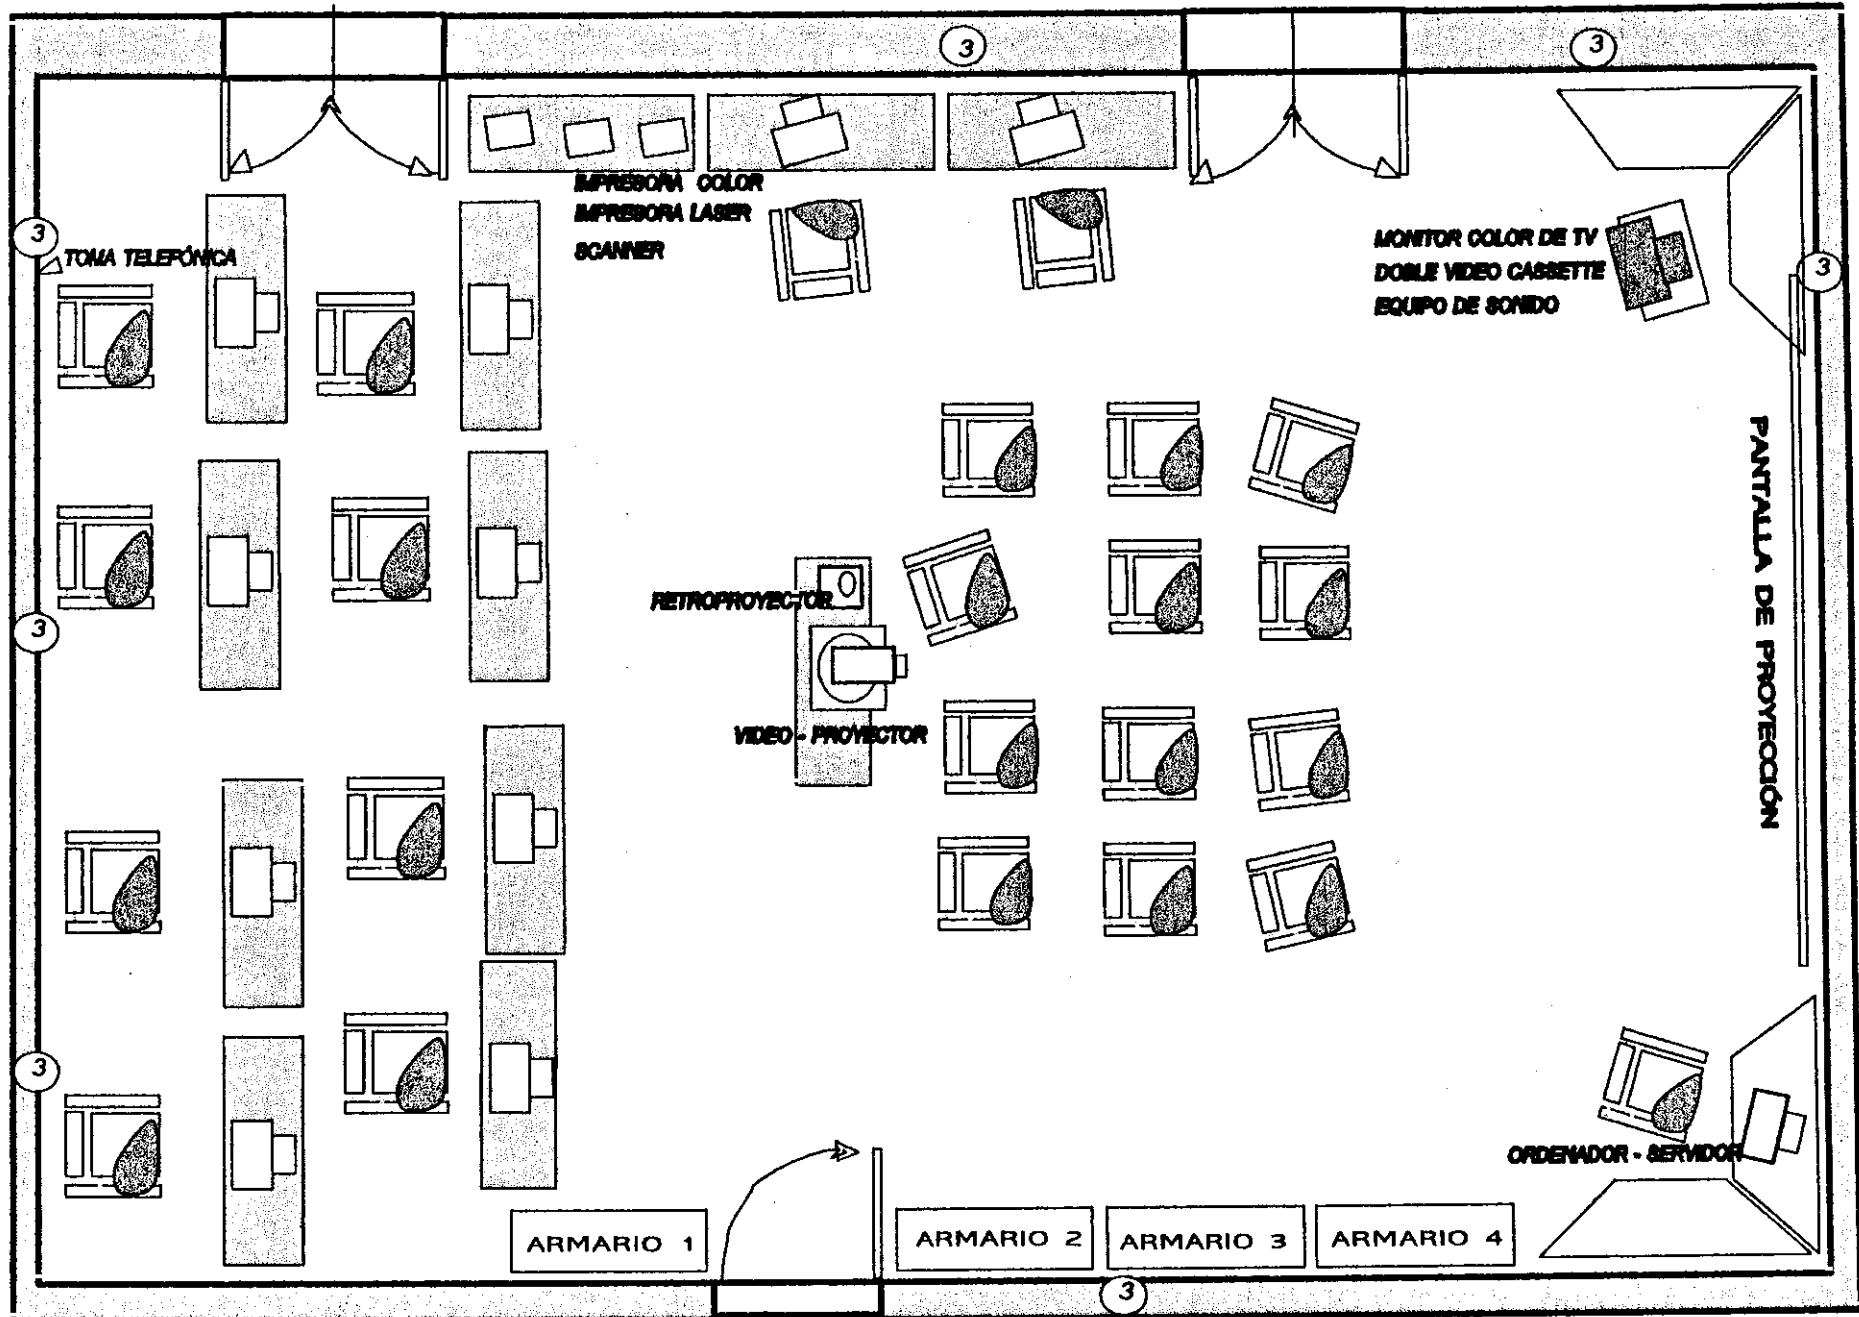 3
3
3
TOMA TELEFÓNICA
IMPRESORA COLOR
IMPRESORA LASER
SCANNER
MONITOR COLOR DE TV
DOBLE VIDEO CASSETTE
EQUIPO DE SONIDO
3
PANTALLA DE PROYECCIÓN
RETROPROYECTOR
3
VIDEO - PROYECTOR
3
ORDENADOR - SERVIDOR
ARMARIO 1
ARMARIO 2
ARMARIO 3
ARMARIO 4
3